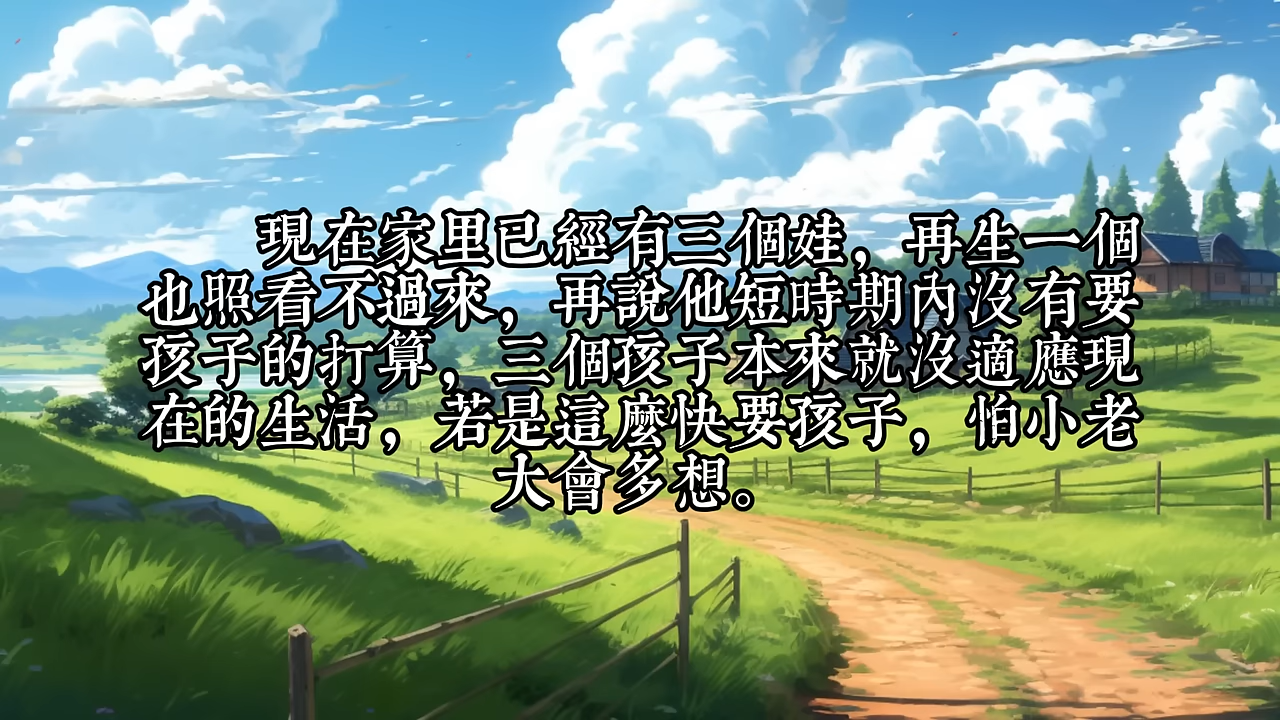 現在家里已經有三個娃，再生一個
也照看不過來，再說他短時期內沒有要
孩子的打算，三個孩子本來就沒適應現
在的生活，若是這麼快要孩子，怕小老
大會多想。